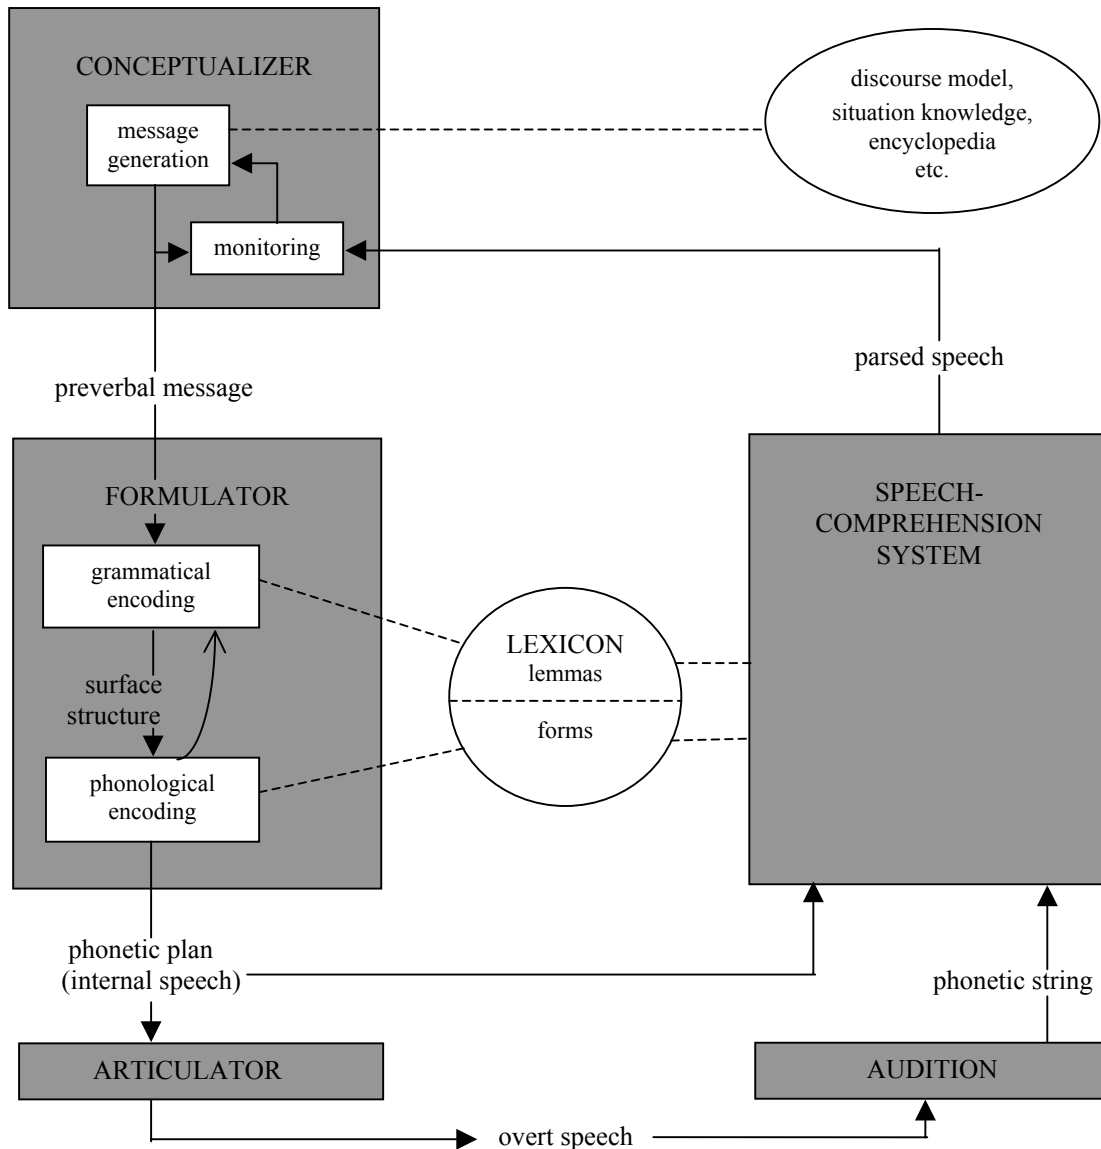 CONCEPTUALIZER
message
generation
monitoring
discourse model,
situation knowledge,
encyclopedia
etc.
parsed speech
preverbal message
FORMULATOR
grammatical
encoding
surface
structure
phonological
encoding
LEXICON
lemmas
forms
SPEECH-
COMPREHENSION
SYSTEM
phonetic plan
(internal speech)
phonetic string
ARTICULATOR
AUDITION
overt speech